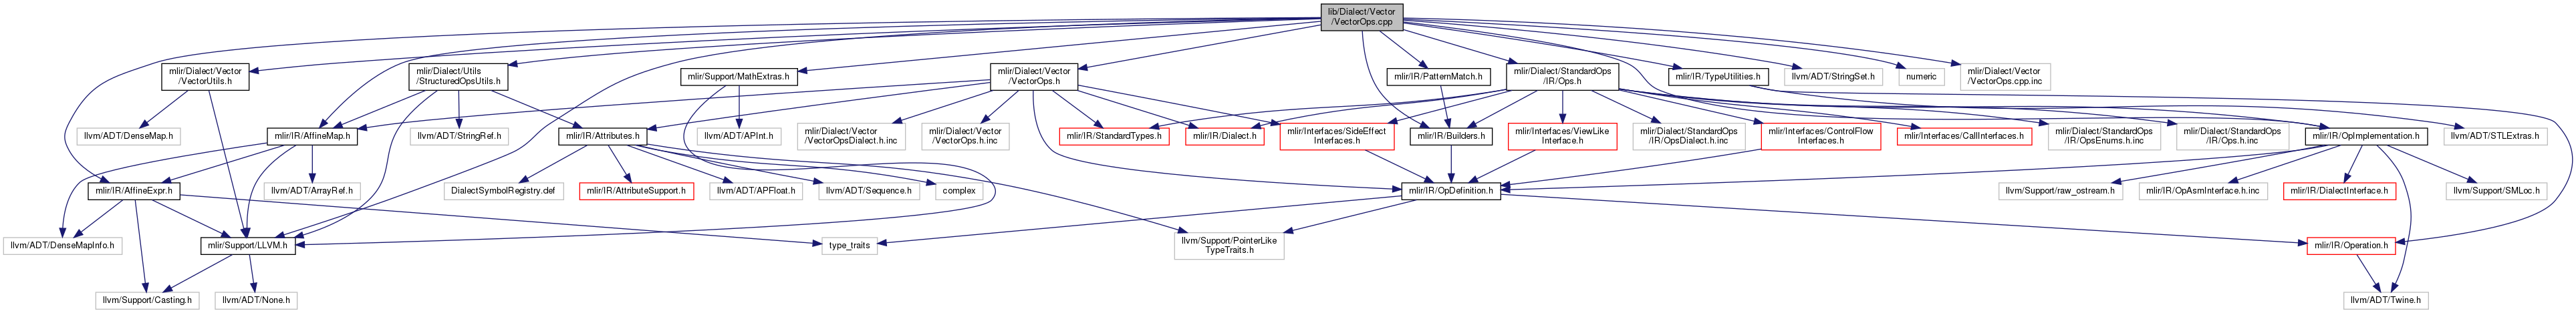 lib/Dialect/Vector
/VectorOps.cpp
mlir/Dialect/Vector
/VectorUtils.h
mlir/Dialect/Utils
/StructuredOpsUtils.h
mlir/Support/MathExtras.h
mlir/Dialect/Vector
/VectorOps.h
mlir/IR/PatternMatch.h
mlir/Dialect/StandardOps
/IR/Ops.h
mlir/IR/TypeUtilities.h
llvm/ADT/StringSet.h
numeric
mlir/Dialect/Vector
/VectorOps.cpp.inc
llvm/ADT/DenseMap.h
mlir/IR/AffineMap.h
llvm/ADT/StringRef.h
mlir/IR/Attributes.h
llvm/ADT/APInt.h
mlir/Dialect/Vector
/VectorOpsDialect.h.inc
mlir/Dialect/Vector
/VectorOps.h.inc
mlir/IR/StandardTypes.h
mlir/IR/Dialect.h
mlir/Interfaces/SideEffect
Interfaces.h
mlir/IR/Builders.h
mlir/Interfaces/ViewLike
Interface.h
mlir/Dialect/StandardOps
/IR/OpsDialect.h.inc
mlir/Interfaces/ControlFlow
Interfaces.h
mlir/Interfaces/CallInterfaces.h
mlir/Dialect/StandardOps
/IR/OpsEnums.h.inc
mlir/Dialect/StandardOps
/IR/Ops.h.inc
mlir/IR/OpImplementation.h
llvm/ADT/STLExtras.h
mlir/IR/AffineExpr.h
llvm/ADT/ArrayRef.h
DialectSymbolRegistry.def
mlir/IR/AttributeSupport.h
llvm/ADT/APFloat.h
llvm/ADT/Sequence.h
complex
mlir/IR/OpDefinition.h
llvm/Support/raw_ostream.h
mlir/IR/OpAsmInterface.h.inc
mlir/IR/DialectInterface.h
llvm/Support/SMLoc.h
llvm/ADT/DenseMapInfo.h
mlir/Support/LLVM.h
type_traits
llvm/Support/PointerLike
TypeTraits.h
mlir/IR/Operation.h
llvm/Support/Casting.h
llvm/ADT/None.h
llvm/ADT/Twine.h